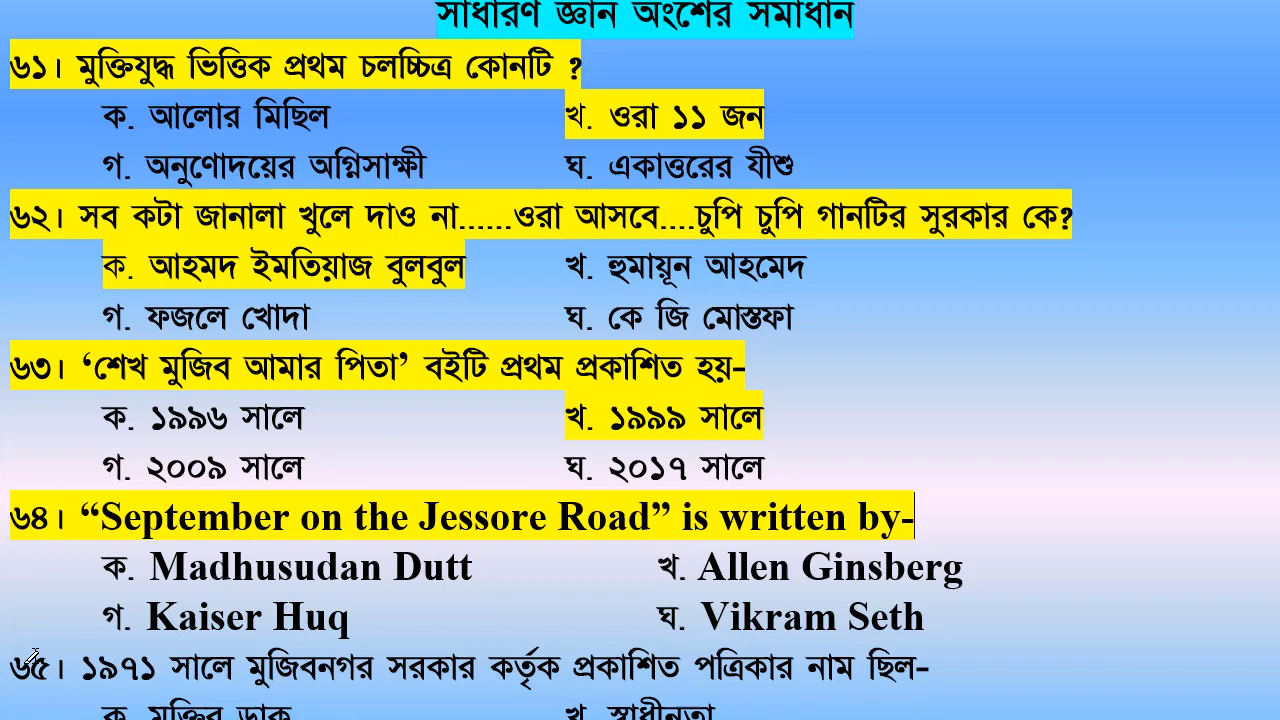 সাধারণ জ্ঞান অংশের সমাধান
৬১। মুক্তিযুদ্ধ ভিত্তিক প্রথম চলচ্চিত্র কোনটি ?
ক. আলোর মিছিল খ. ওরা ১১ জন
গ. অনুণোদয়ের অগ্নিসাক্ষী ঘ. একাত্তরের যীশু
৬২। সব কটা জানালা খুলে দাও না......ওরা আসবে....চুপি চুপি গানটির সুরকার কে?
ক. আহমদ ইমতিয়াজ বুলবুল খ. হুমায়ূন আহমেদ
গ. ফজলে খোদা ঘ. কে জি মোস্তফা
৬৩। ‘শেখ মুজিব আমার পিতা’ বইটি প্রথম প্রকাশিত হয়-
ক. ১৯৯৬ সালে খ. ১৯৯৯ সালে
গ. ২০০৯ সালে ঘ. ২০১৭ সালে
৬৪। “September on the Jessore Road” is written by-
ক. Madhusudan Dutt খ. Allen Ginsberg
গ. Kaiser Huq ঘ. Vikram Seth
৬৫। ১৯৭১ সালে মুজিবনগর সরকার কর্তৃক প্রকাশিত পত্রিকার নাম ছিল-
ক. মুক্তির ডাক খ. স্বাধীনতা